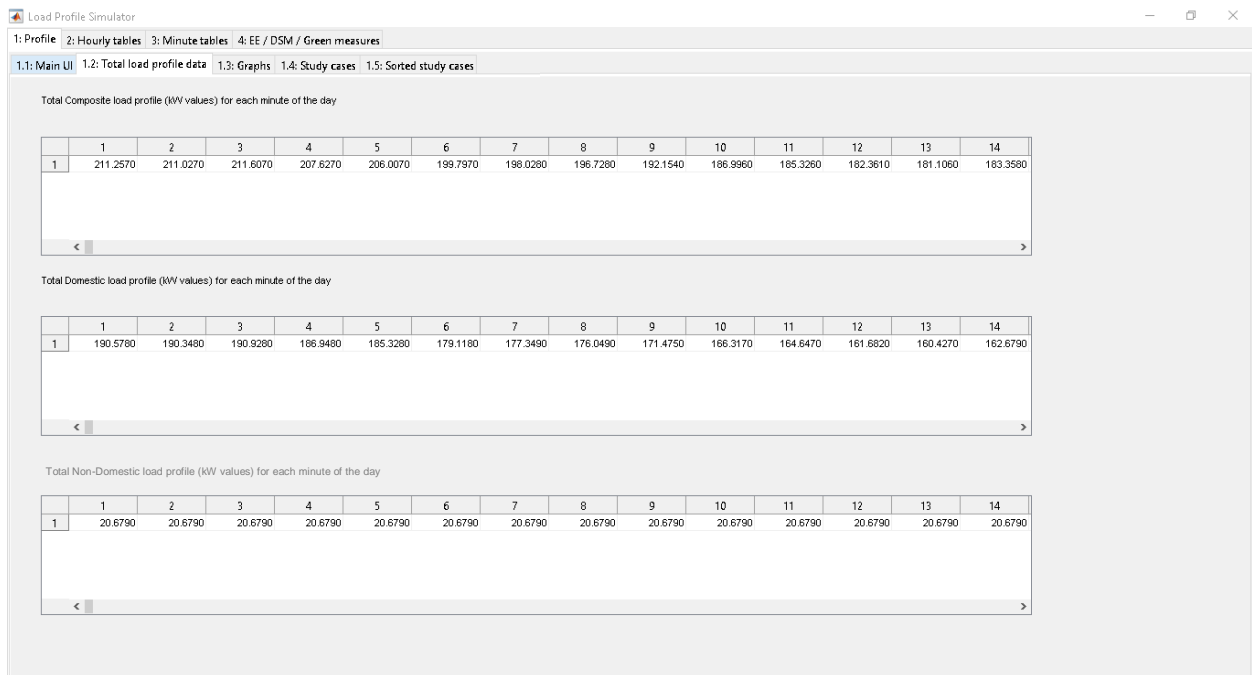 Load Profile Simulator
1: Profile 2: Hourly tables 3: Minute tables 4: EE / DSM / Green measures
1.1: Main UI 1.2: Total load profile data 1.3: Graphs 1.4: Study cases 1.5: Sorted study cases
Total Composite load profile (kW values) for each minute of the day
1 2 3 4 5 6 7 8 9 10 11 12 13 14
1 211.2570 211.0270 211.6070 207.6270 206.0070 199.7970 198.0280 196.7280 192.1540 186.9960 185.3260 182.3610 181.1060 183.3580
Total Domestic load profile (kW values) for each minute of the day
1 2 3 4 5 6 7 8 9 10 11 12 13 14
1 190.5780 190.3480 190.9280 186.9480 185.3280 179.1180 177.3490 176.0490 171.4750 166.3170 164.6470 161.6820 160.4270 162.6790
Total Non-Domestic load profile (kW values) for each minute of the day
1 2 3 4 5 6 7 8 9 10 11 12 13 14
1 20.6790 20.6790 20.6790 20.6790 20.6790 20.6790 20.6790 20.6790 20.6790 20.6790 20.6790 20.6790 20.6790 20.6790